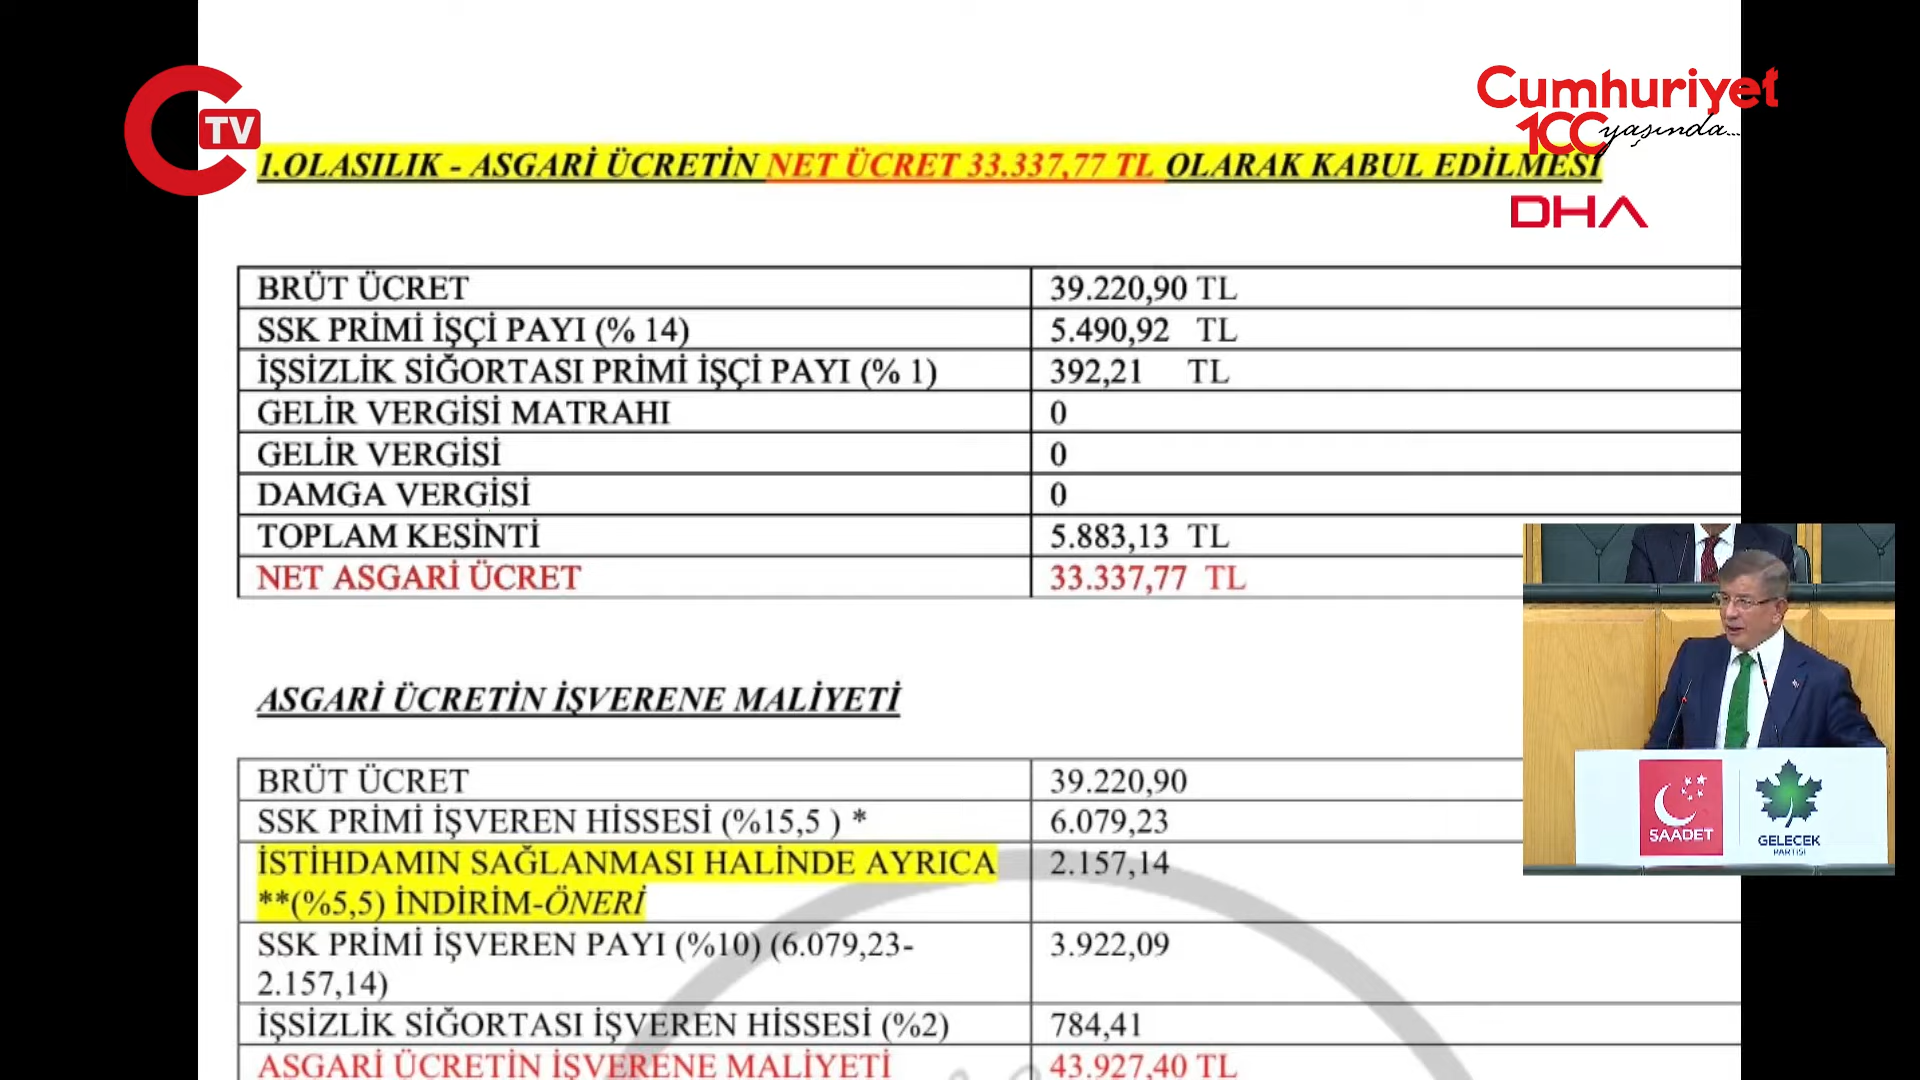 TV
Cumhuriyet
100 yaşında...
1.OLASILIK - ASGARİ ÜCRETİN NET ÜCRET 33.337,77 TL OLARAK KABUL EDİLMESİ
DHA
BRÜT ÜCRET 39.220,90 TL
SSK PRİMİ İŞÇİ PAYI (% 14) 5.490,92 TL
İŞSİZLİK SİĞORTASI PRİMİ İŞÇİ PAYI (% 1) 392,21 TL
GELİR VERGİSİ MATRAHI 0
GELİR VERGİSİ 0
DAMGA VERGİSİ 0
TOPLAM KESİNTİ 5.883,13 TL
NET ASGARİ ÜCRET 33.337,77 TL
ASGARİ ÜCRETİN İŞVERENE MALİYETİ
BRÜT ÜCRET 39.220,90
SSK PRİMİ İŞVEREN HİSSESİ (%15,5 ) * 6.079,23
İSTİHDAMIN SAĞLANMASI HALİNDE AYRICA 2.157,14
**(%5,5) İNDİRİM-ÖNERİ
SSK PRİMİ İŞVEREN PAYI (%10) (6.079,23- 3.922,09
2.157,14)
İŞSİZLİK SİĞORTASI İŞVEREN HİSSESİ (%2) 784,41
ASGARİ ÜCRETİN İŞVERENE MALİYETİ 43.927,40 TL
SAADET
GELECEK
PARTİSİ